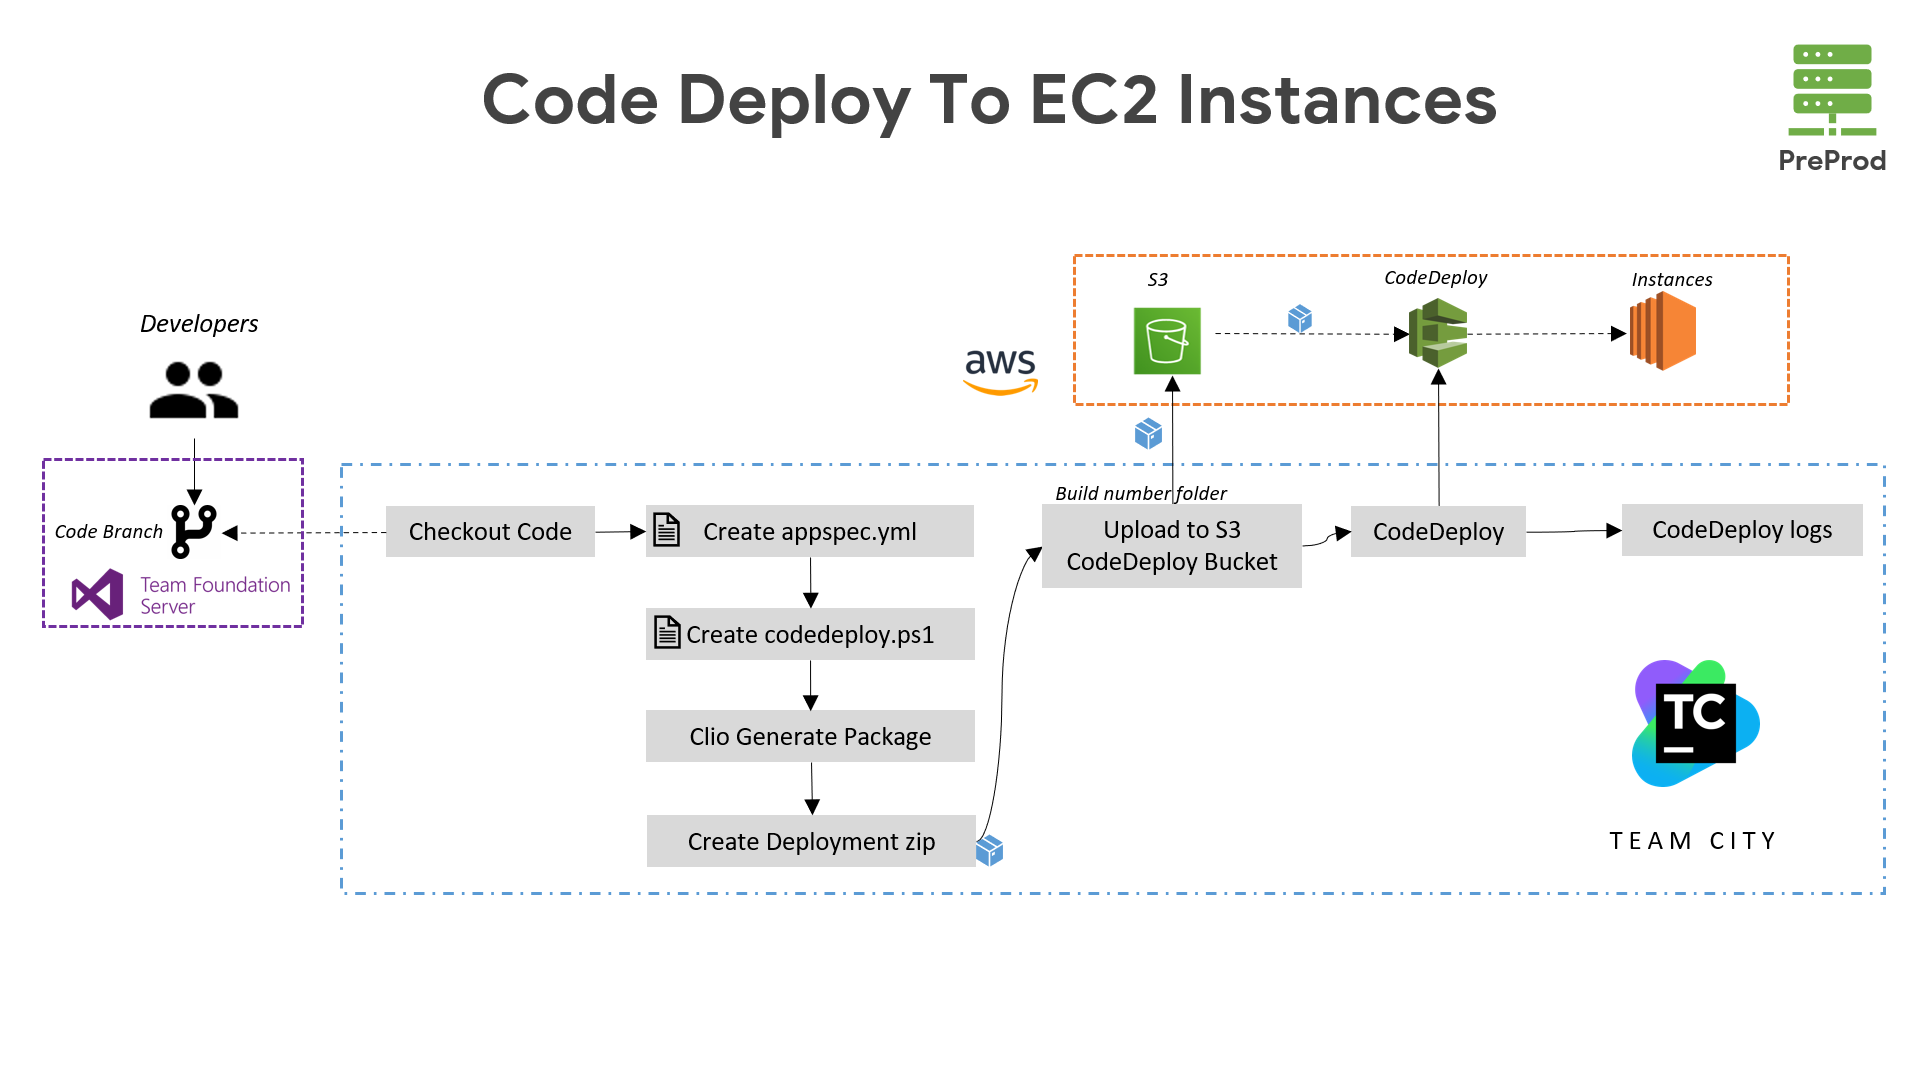 Code Deploy To EC2 Instances
PreProd
S3
CodeDeploy
Instances
Developers
aws
Build number folder
Code Branch
Checkout Code
Create appspec.yml
Upload to S3
CodeDeploy Bucket
CodeDeploy
CodeDeploy logs
Team Foundation
Server
Create codedeploy.ps1
Clio Generate Package
TC
Create Deployment zip
TEAM CITY